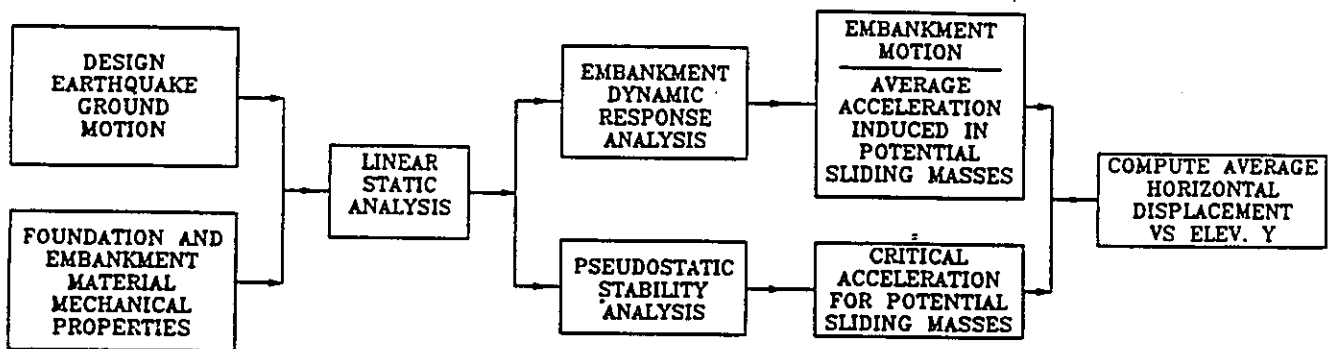 DESIGN
EARTHQUAKE
GROUND
MOTION
FOUNDATION AND
EMBANKMENT
MATERIAL
MECHANICAL
PROPERTIES
LINEAR
STATIC
ANALYSIS
EMBANKMENT
DYNAMIC
RESPONSE
ANALYSIS
PSEUDOSTATIC
STABILITY
ANALYSIS
EMBANKMENT
MOTION
AVERAGE
ACCELERATION
INDUCED IN
POTENTIAL
SLIDING MASSES
CRITICAL
ACCELERATION
FOR POTENTIAL
SLIDING MASSES
COMPUTE AVERAGE
HORIZONTAL
DISPLACEMENT
VS ELEV. Y